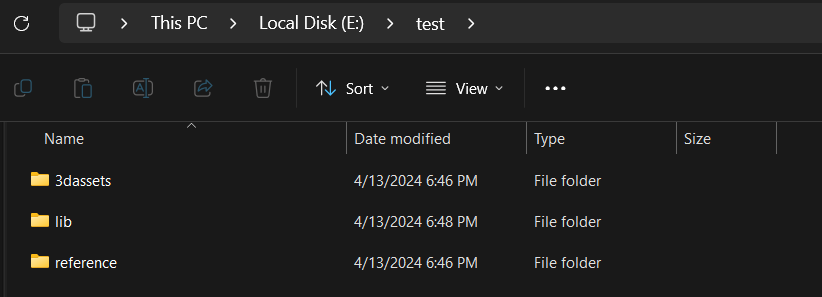 This PC > Local Disk (E:) > test >
Sort View
Name Date modified Type Size
3dassets 4/13/2024 6:46 PM File folder
lib 4/13/2024 6:48 PM File folder
reference 4/13/2024 6:46 PM File folder